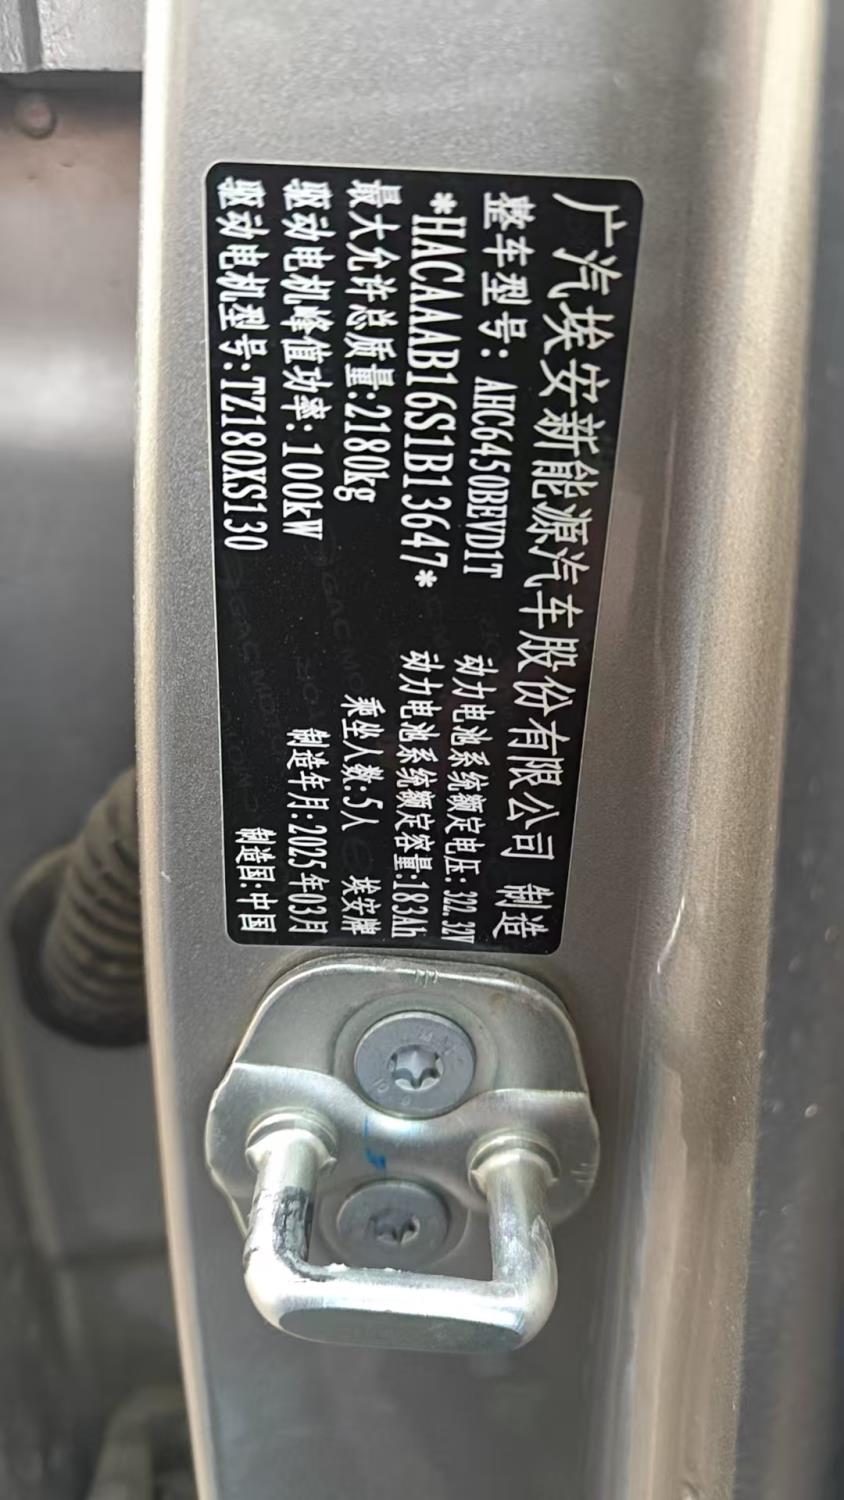 广汽埃安新能源汽车股份有限公司 制造
整车型号：AHC6450BEVD1T 动力电池系统额定电压：322.32V
*HACAAAB16S1B13647* 动力电池系统额定容量:183Ah
最大允许总质量:2180kg 乘坐人数:5人 埃安牌
驱动电机峰值功率:100kW 制造年月:2025年03月
驱动电机型号:TZ180XS130 制造国:中国